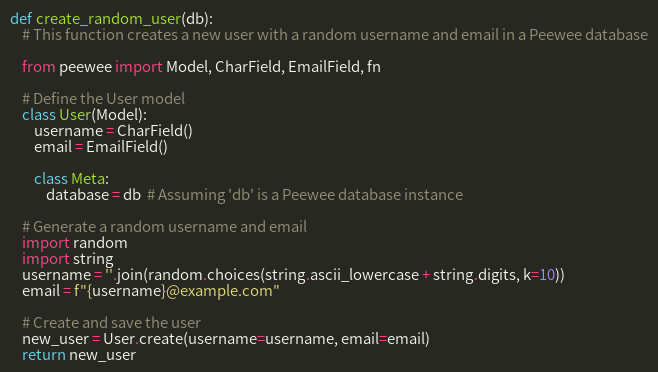 def create_random_user(db):
# This function creates a new user with a random username and email in a Peewee database
from peewee import Model, CharField, EmailField, fn
# Define the User model
class User(Model):
username = CharField()
email = EmailField()
class Meta:
database = db # Assuming 'db' is a Peewee database instance
# Generate a random username and email
import random
import string
username = ''.join(random.choices(string.ascii_lowercase + string.digits, k=10))
email = f"{username}@example.com"
# Create and save the user
new_user = User.create(username=username, email=email)
return new_user